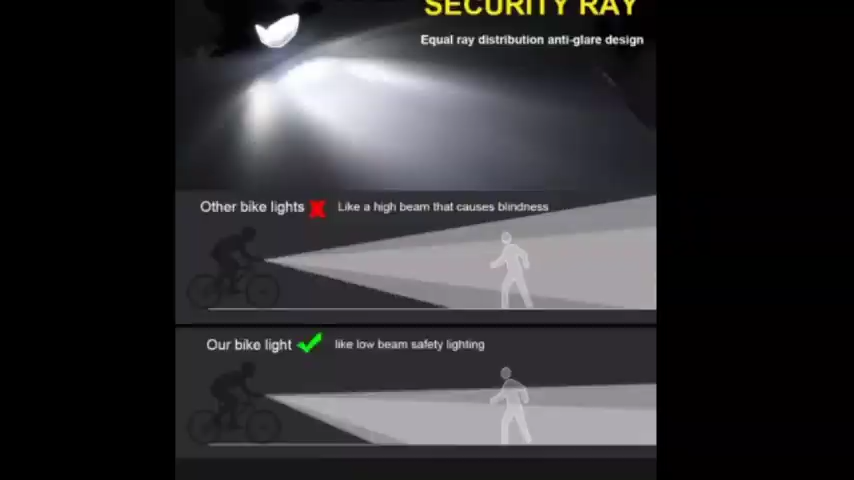 SECURITY RAY
Equal ray distribution anti-glare design
Other bike lights
Like a high beam that causes blindness
Our bike light
like low beam safety lighting